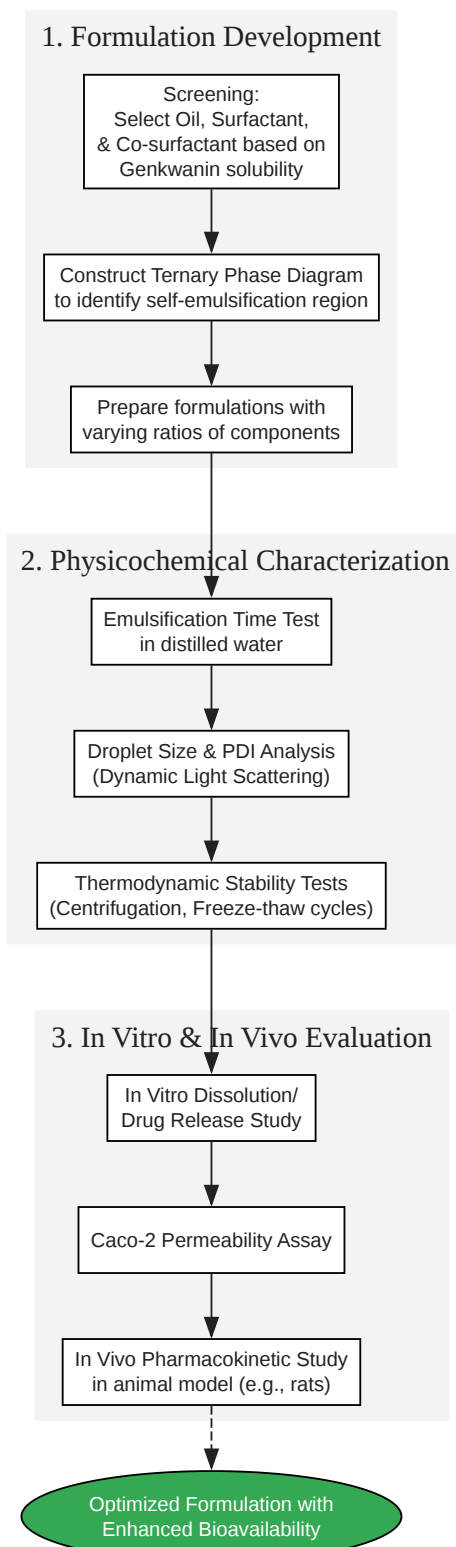 1. Formulation Development
Screening:
Select Oil, Surfactant,
& Co-surfactant based on
Genkwanin solubility
Construct Ternary Phase Diagram
to identify self-emulsification region
Prepare formulations with
varying ratios of components
2. Physicochemical Characterization
Emulsification Time Test
in distilled water
Droplet Size & PDI Analysis
(Dynamic Light Scattering)
Thermodynamic Stability Tests
(Centrifugation, Freeze-thaw cycles)
3. In Vitro & In Vivo Evaluation
In Vitro Dissolution/
Drug Release Study
Caco-2 Permeability Assay
In Vivo Pharmacokinetic Study
in animal model (e.g., rats)
Optimized Formulation with
Enhanced Bioavailability